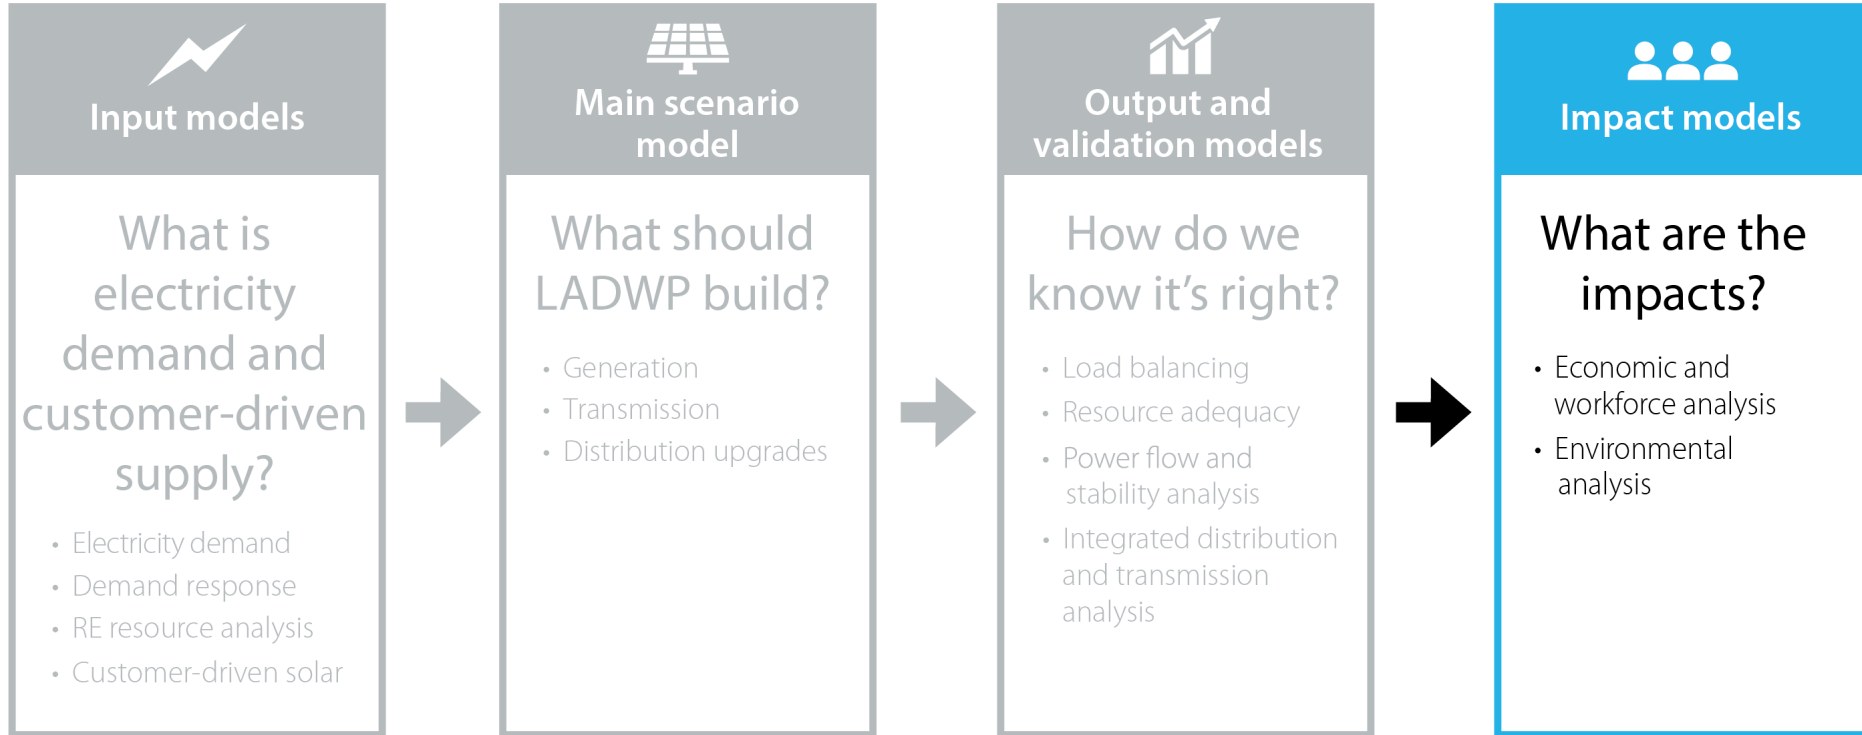 Input models
What is
electricity
demand and
customer-driven
supply?
• Electricity demand
• Demand response
• RE resource analysis
• Customer-driven solar
Main scenario
model
What should
LADWP build?
• Generation
• Transmission
• Distribution upgrades
Output and
validation models
How do we
know it’s right?
• Load balancing
• Resource adequacy
• Power flow and
stability analysis
• Integrated distribution
and transmission
analysis
Impact models
What are the
impacts?
• Economic and
workforce analysis
• Environmental
analysis